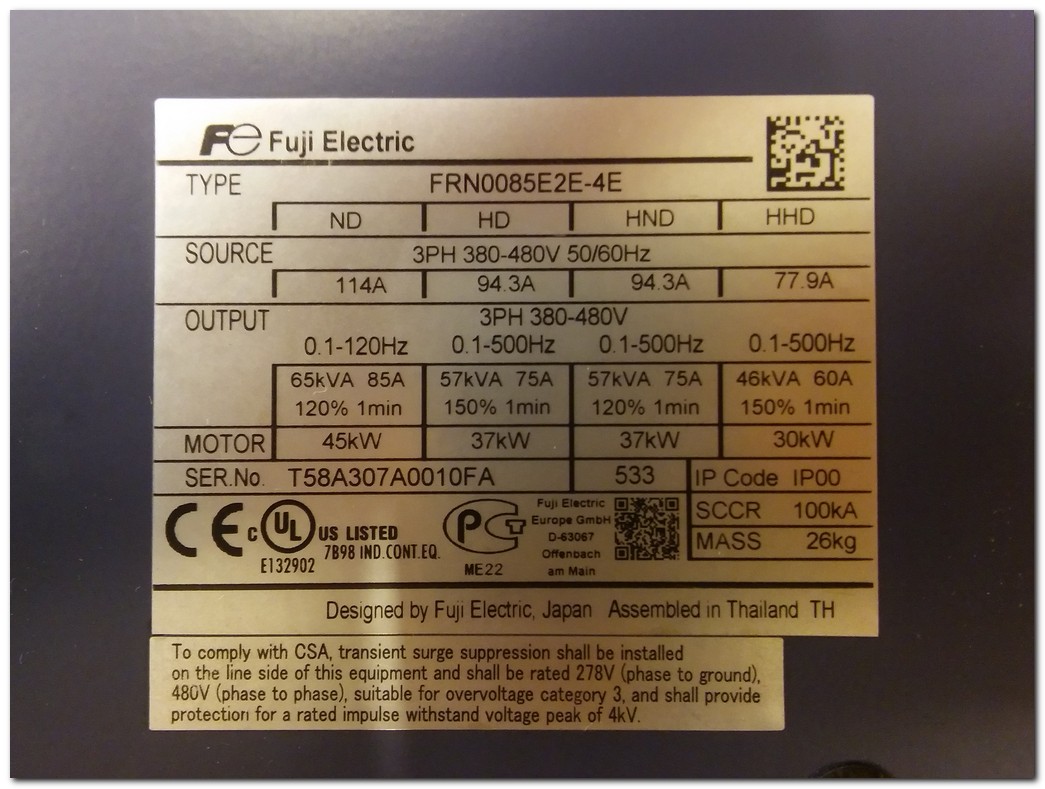 Fe Fuji Electric
TYPE FRN0085E2E-4E
ND HD HND HHD
SOURCE 3PH 380-480V 50/60Hz
114A 94.3A 94.3A 77.9A
OUTPUT 3PH 380-480V
0.1-120Hz 0.1-500Hz 0.1-500Hz 0.1-500Hz
65kVA 85A 57kVA 75A 57kVA 75A 46kVA 60A
120% 1min 150% 1min 120% 1min 150% 1min
MOTOR 45kW 37kW 37kW 30kW
SER.No. T58A307A0010FA 533 IP Code IP00
SCCR 100kA
MASS 26kg
CE c UL US LISTED
7B98 IND.CONT.EQ.
E132902
PCT
ME22
Fuji Electric
Europe GmbH
D-63067
Offenbach
am Main
Designed by Fuji Electric, Japan Assembled in Thailand TH
To comply with CSA, transient surge suppression shall be installed
on the line side of this equipment and shall be rated 278V (phase to ground),
480V (phase to phase), suitable for overvoltage category 3, and shall provide
protection for a rated impulse withstand voltage peak of 4kV.